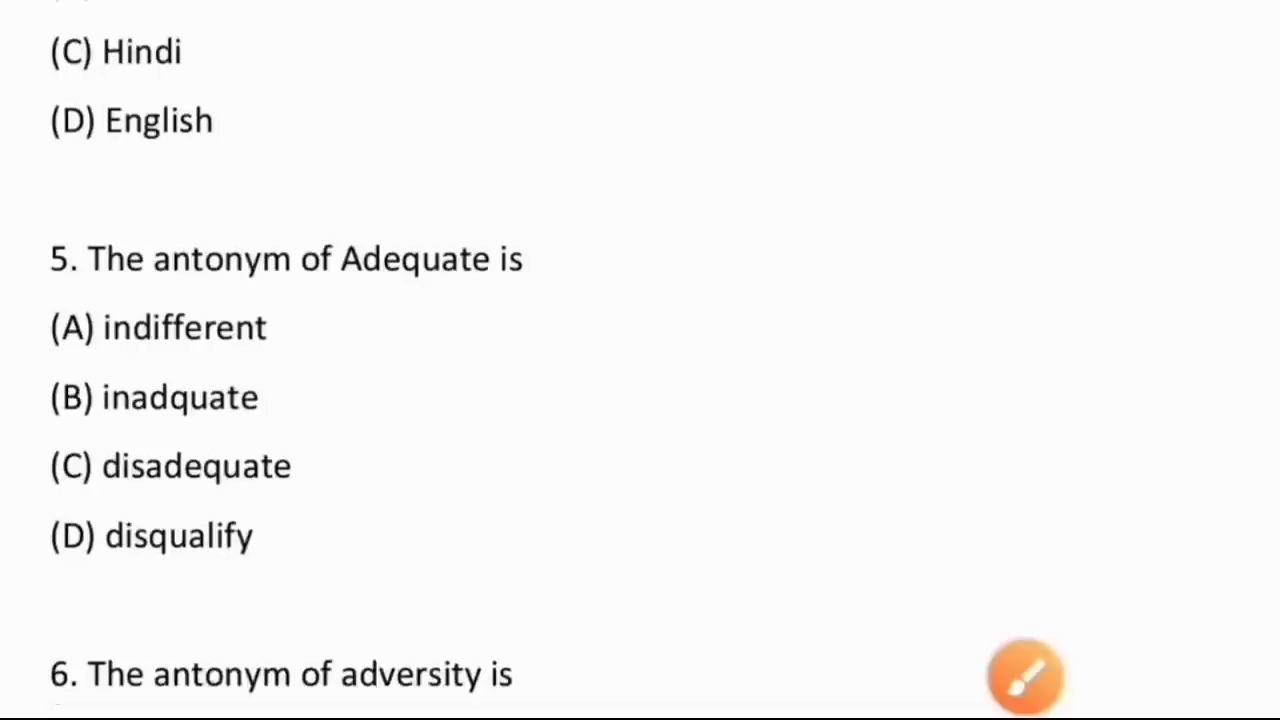 (C) Hindi
(D) English
5. The antonym of Adequate is
(A) indifferent
(B) inadquate
(C) disadequate
(D) disqualify
6. The antonym of adversity is